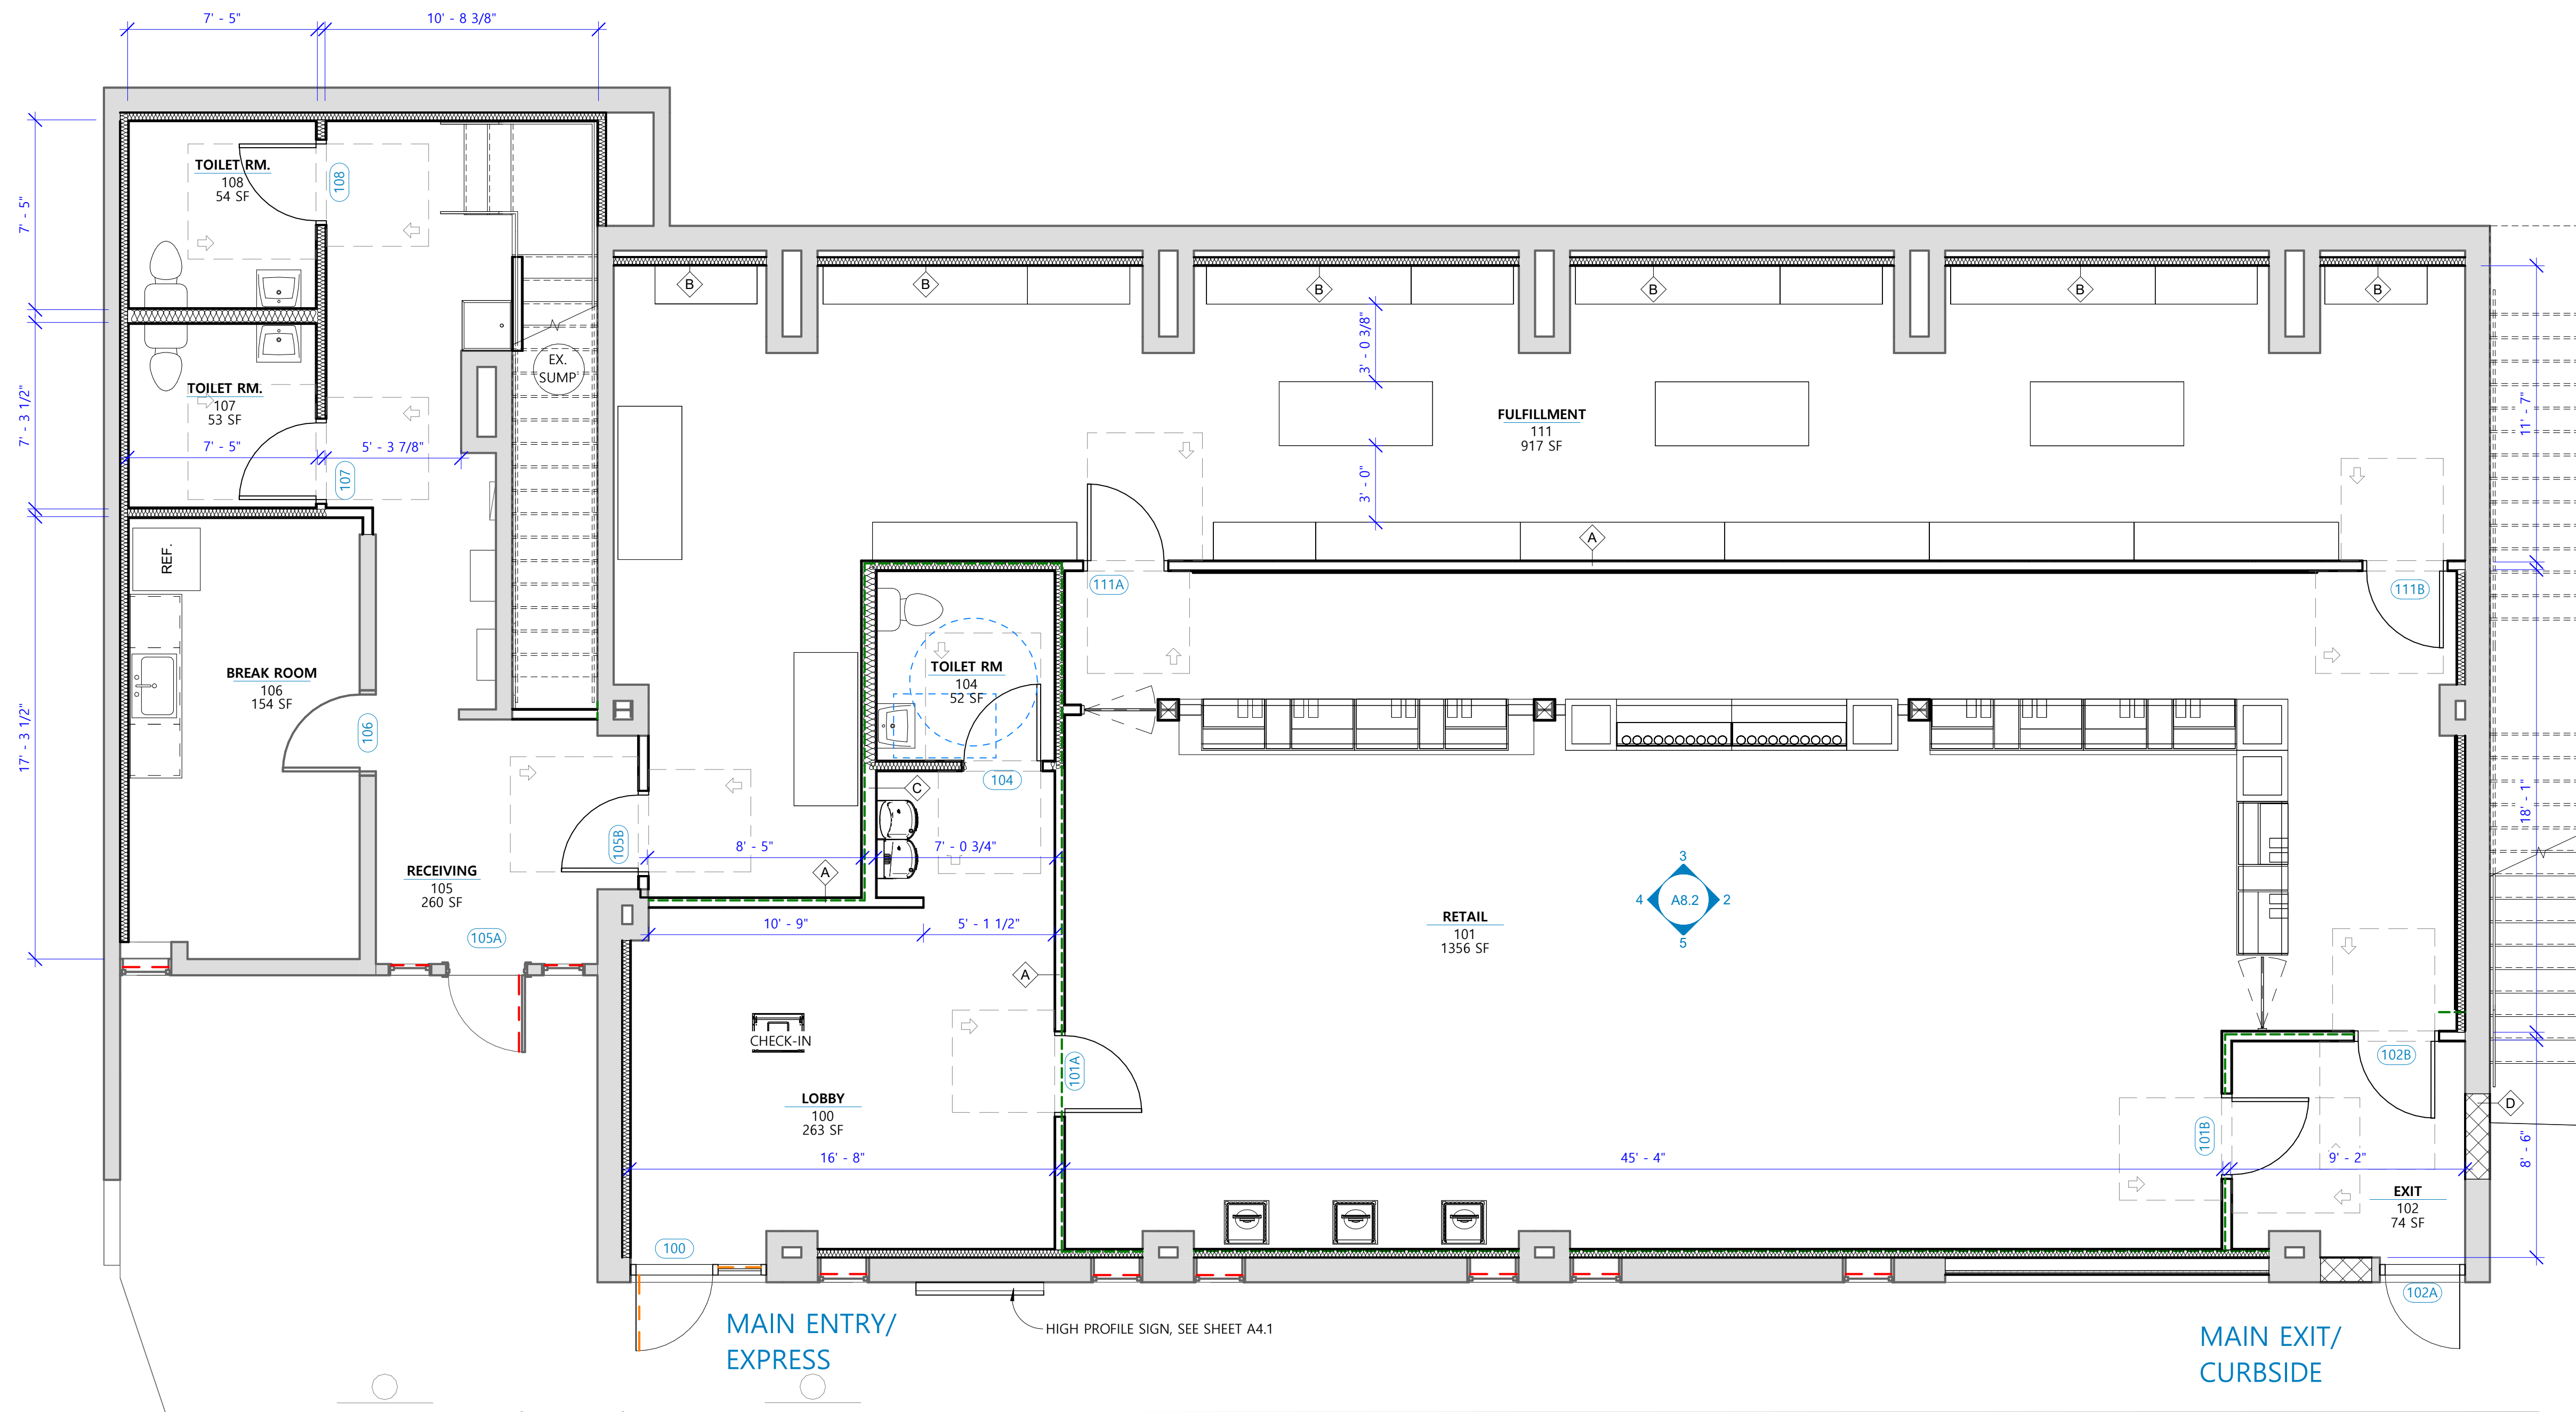 7' - 5"
10' - 8 3/8"
7' - 5"
7' - 3 1/2"
17' - 3 1/2"
TOILET RM.
108
54 SF
108
TOILET RM.
107
53 SF
107
7' - 5"
5' - 3 7/8"
EX.
SUMP
REF.
BREAK ROOM
106
154 SF
106
RECEIVING
105
260 SF
105A
105B
B
B
B
B
B
B
3' - 0 3/8"
3' - 0"
FULFILLMENT
111
917 SF
A
111A
111B
11' - 7"
18' - 1"
8' - 6"
TOILET RM
104
52 SF
104
C
8' - 5"
7' - 0 3/4"
A
10' - 9"
5' - 1 1/2"
A
CHECK-IN
LOBBY
100
263 SF
101A
16' - 8"
45' - 4"
9' - 2"
RETAIL
101
1356 SF
3
4
A8.2
2
5
102B
101B
D
EXIT
102
74 SF
100
102A
MAIN ENTRY/
EXPRESS
HIGH PROFILE SIGN, SEE SHEET A4.1
MAIN EXIT/
CURBSIDE